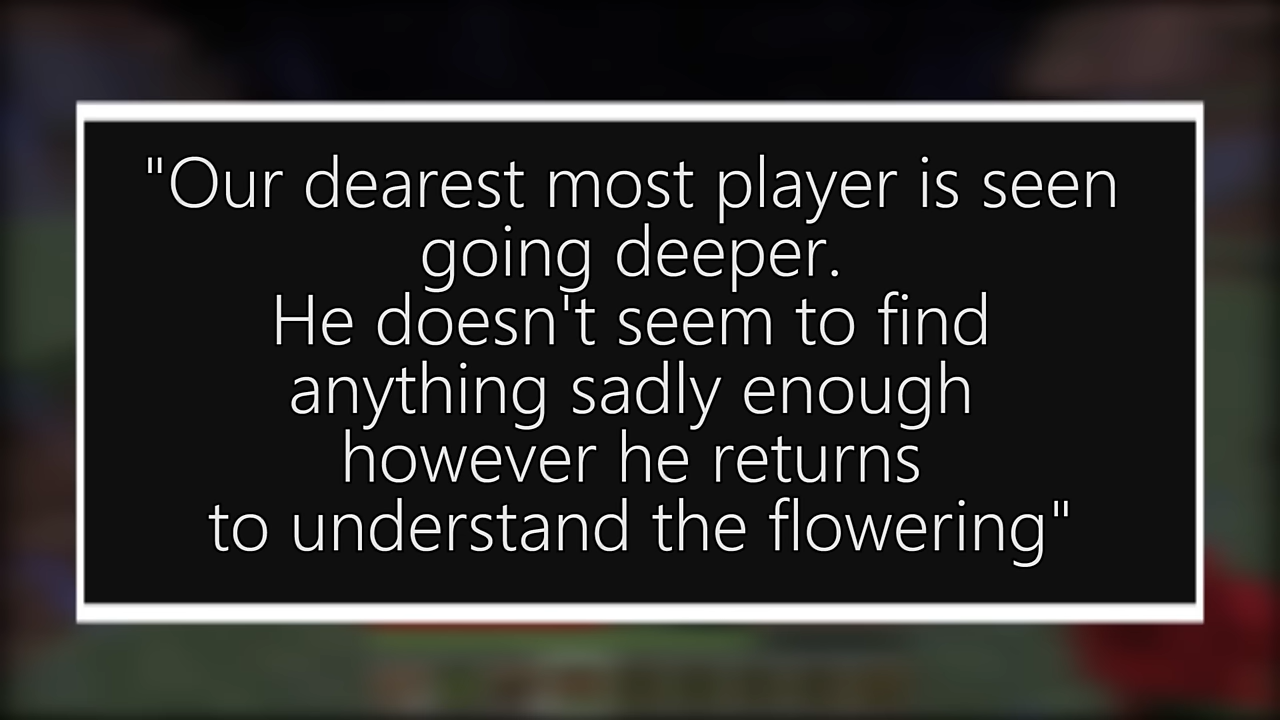 "Our dearest most player is seen
going deeper.
He doesn't seem to find
anything sadly enough
however he returns
to understand the flowering"